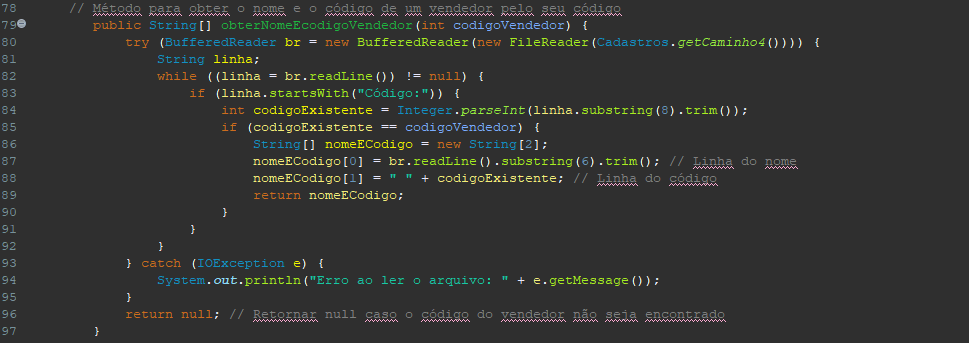 78 // Método para obter o nome e o código de um vendedor pelo seu código
79 public String[] obterNomeEcodigoVencedor(int codigoVendedor) {
80 try (BufferedReader br = new BufferedReader(new FileReader(Cadastros.getCaminho4()))) {
81 String linha;
82 while ((linha = br.readLine()) != null) {
83 if (linha.startsWith("Código:")) {
84 int codigoExistente = Integer.parseInt(linha.substring(8).trim());
85 if (codigoExistente == codigoVendedor) {
86 String[] nomeECodigo = new String[2];
87 nomeECodigo[0] = br.readLine().substring(6).trim(); // Linha do nome
88 nomeECodigo[1] = " " + codigoExistente; // Linha do código
89 return nomeECodigo;
90 }
91 }
92 }
93 } catch (IOException e) {
94 System.out.println("Erro ao ler o arquivo: " + e.getMessage());
95 }
96 return null; // Retornar null caso o código do vendedor não seja encontrado
97 }